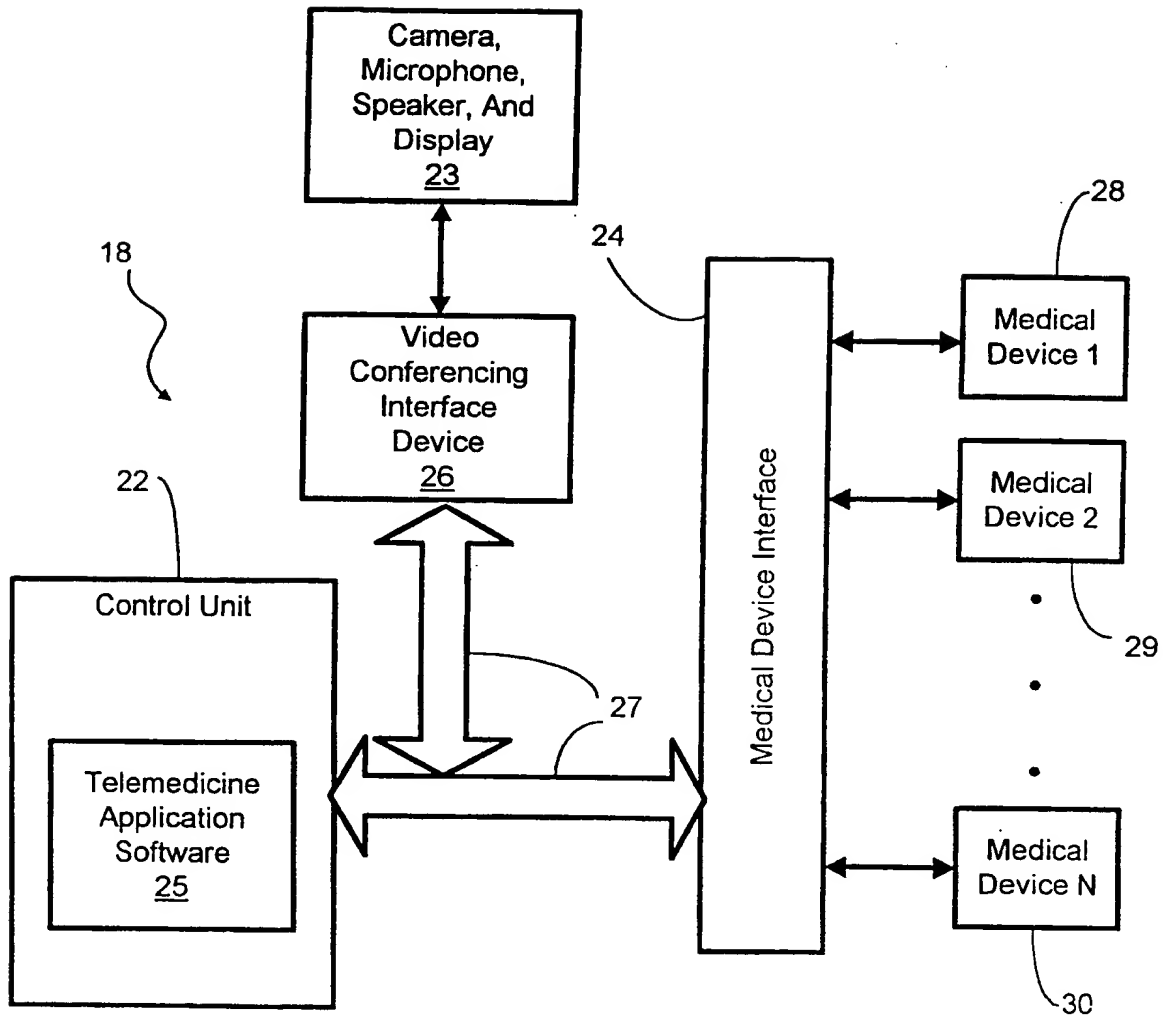 Camera,
Microphone,
Speaker, And
Display
23
18
24
28
Video
Conferencing
Interface
Device
26
Medical
Device 1
22
Medical
Device 2
29
Control Unit
27
Medical Device Interface
Telemedicine
Application
Software
25
Medical
Device N
30